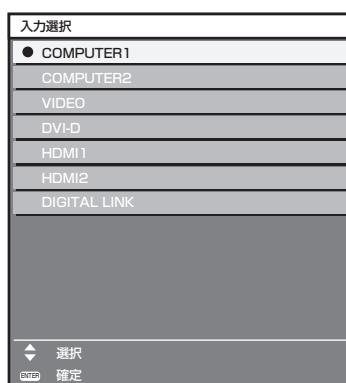 入力選択
COMPUTER1
COMPUTER2
VIDEO
DVI-D
HDMI1
HDMI2
DIGITAL LINK
選択
ENTER 確定